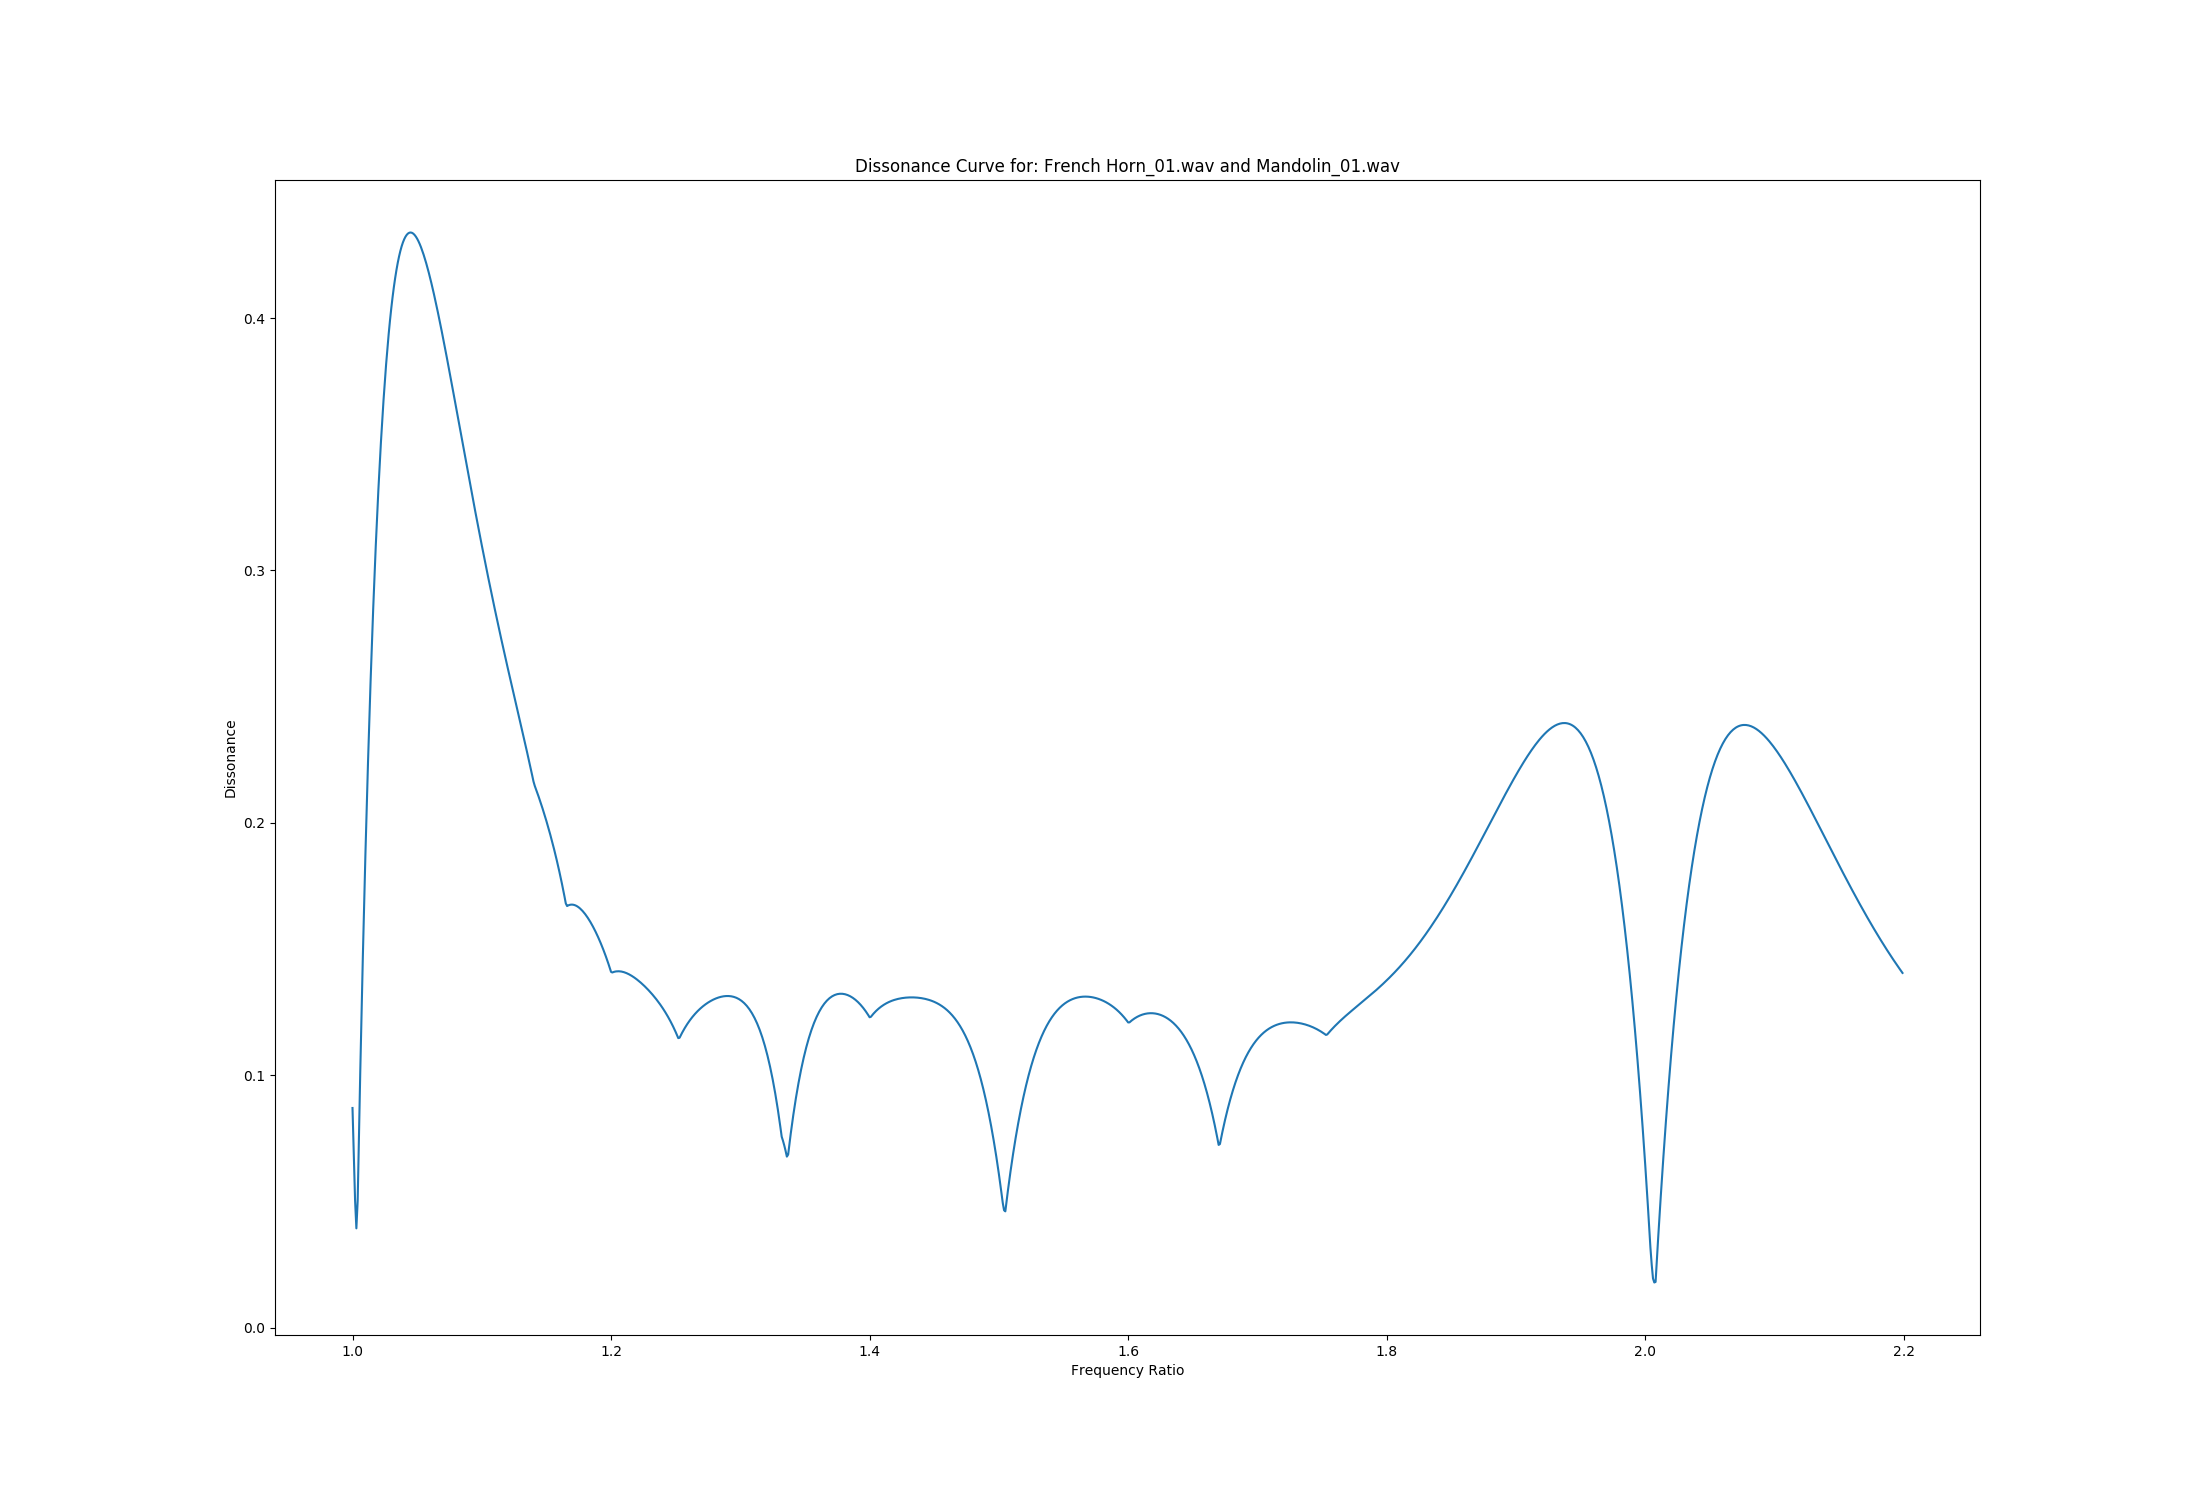 Dissonance Curve for: French Horn_01.wav and Mandolin_01.wav
0.4
0.3
0.2
0.1
0.0
Dissonance
1.0 1.2 1.4 1.6 1.8 2.0 2.2
Frequency Ratio